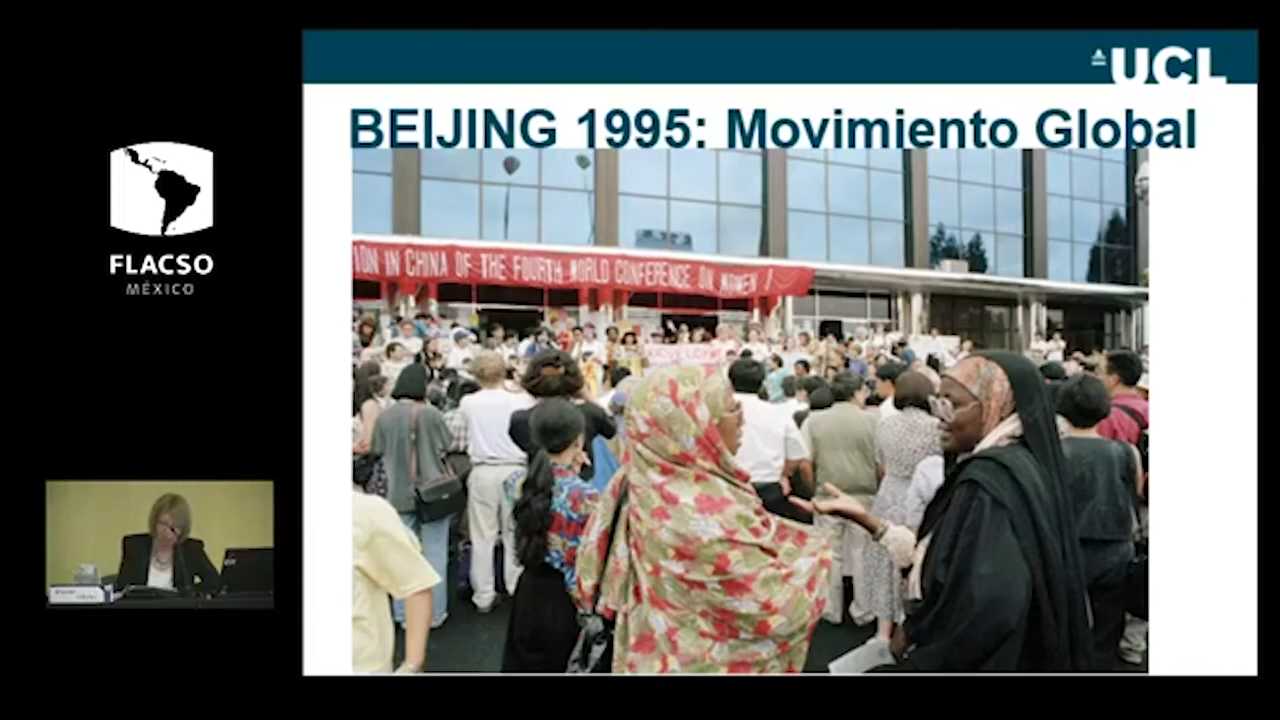 UCL
BEIJING 1995: Movimiento Global
ION IN CHINA OF THE FOURTH WORLD CONFERENCE ON WOMEN!
FLACSO
MÉXICO